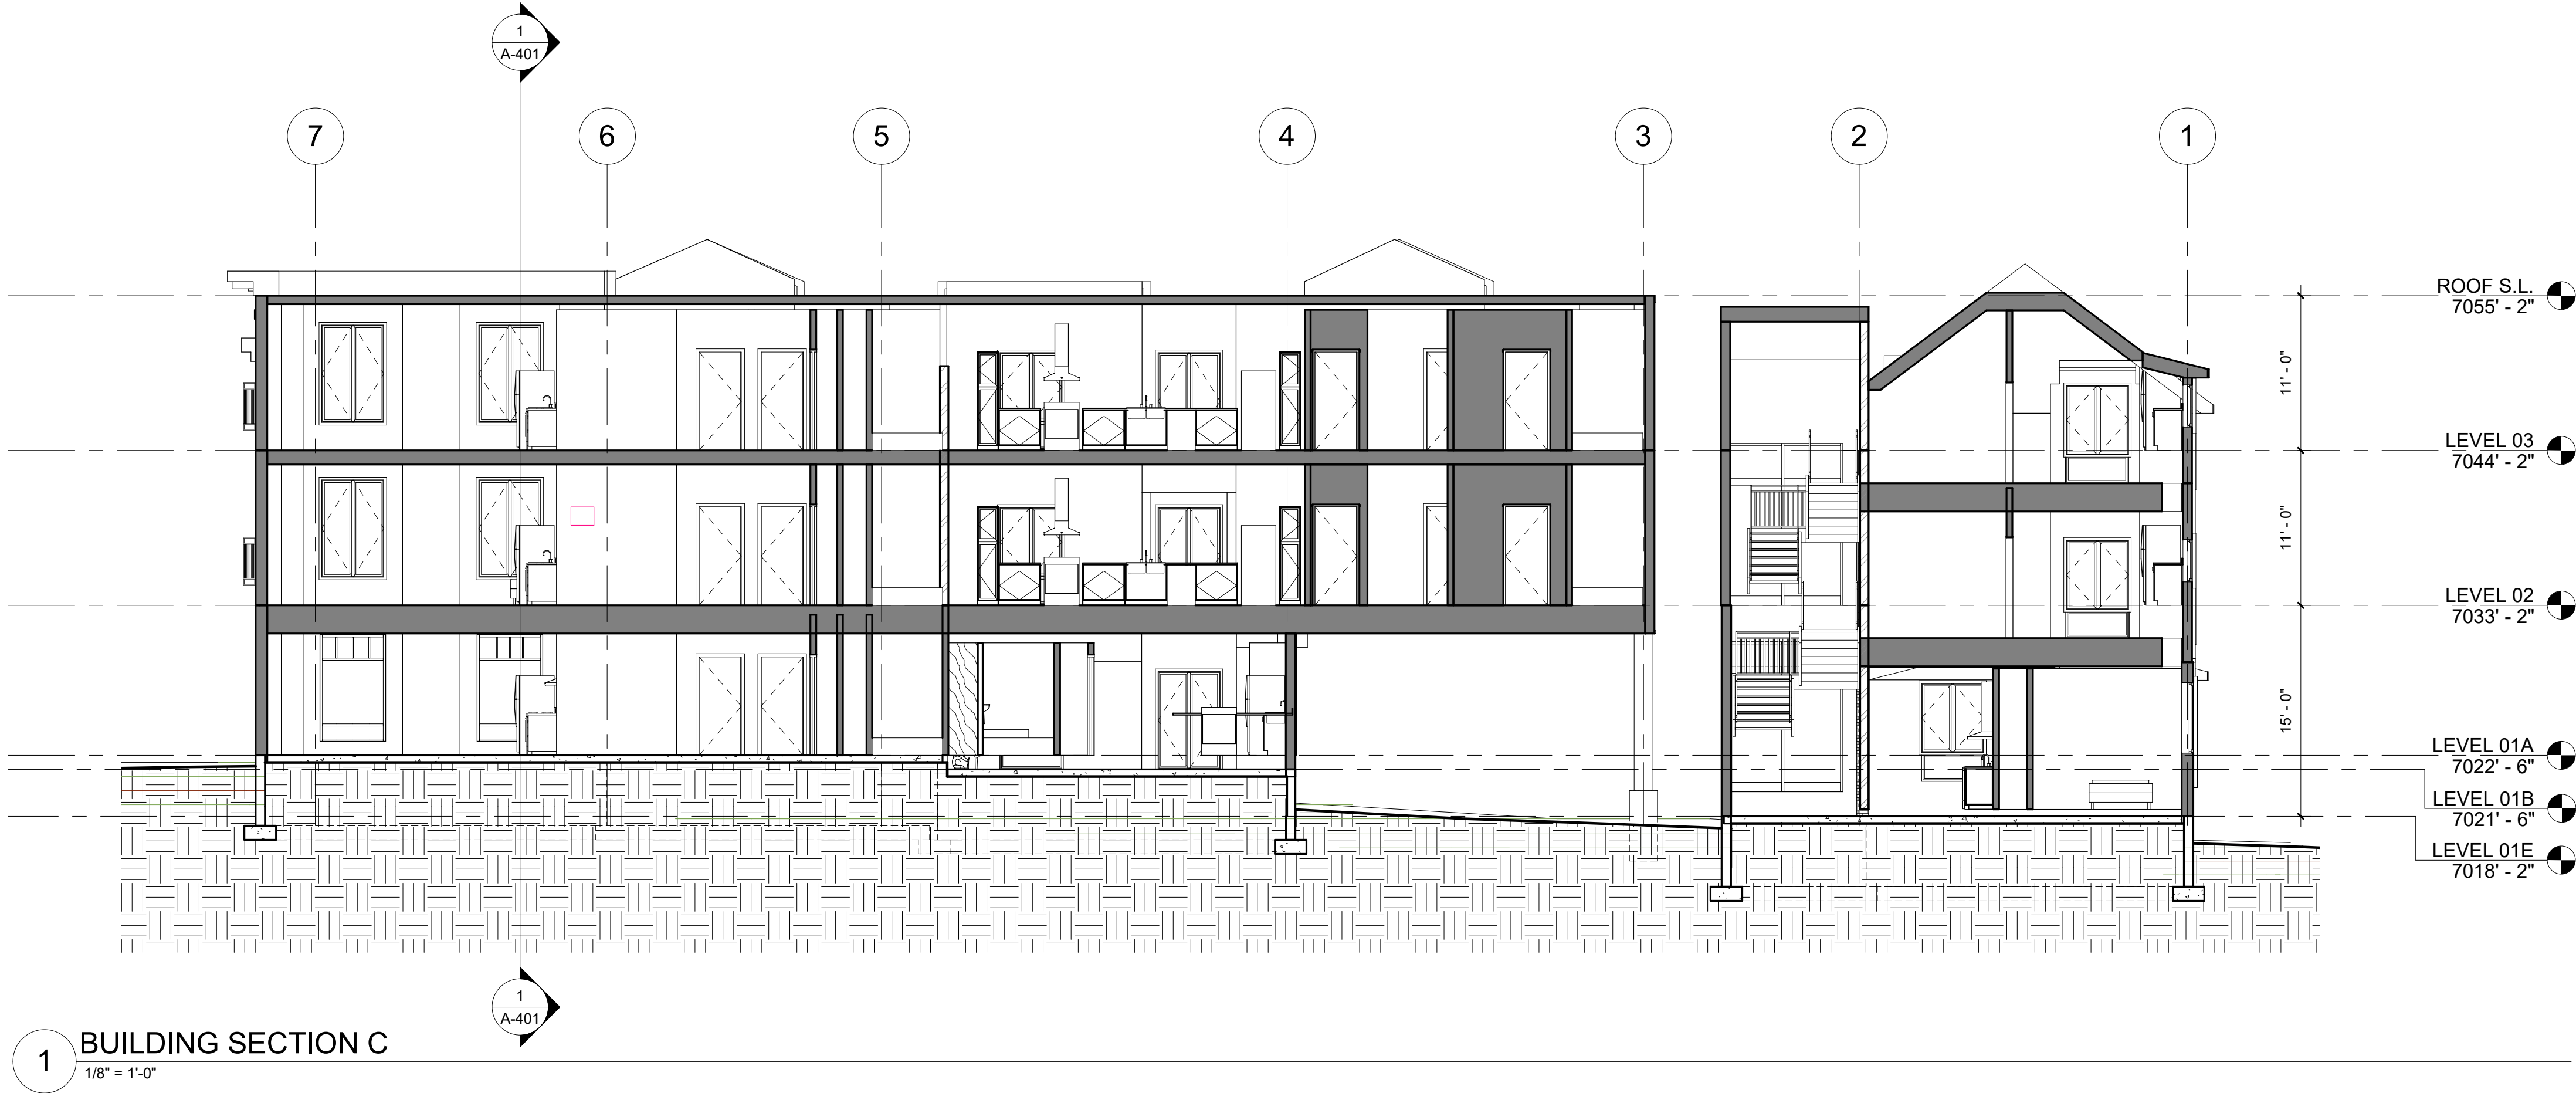 1
A-401
7
6
5
4
3
2
1
ROOF S.L.
7055' - 2"
11' - 0"
LEVEL 03
7044' - 2"
11' - 0"
LEVEL 02
7033' - 2"
15' - 0"
LEVEL 01A
7022' - 6"
LEVEL 01B
7021' - 6"
LEVEL 01E
7018' - 2"
1
A-401
1
BUILDING SECTION C
1/8" = 1'-0"